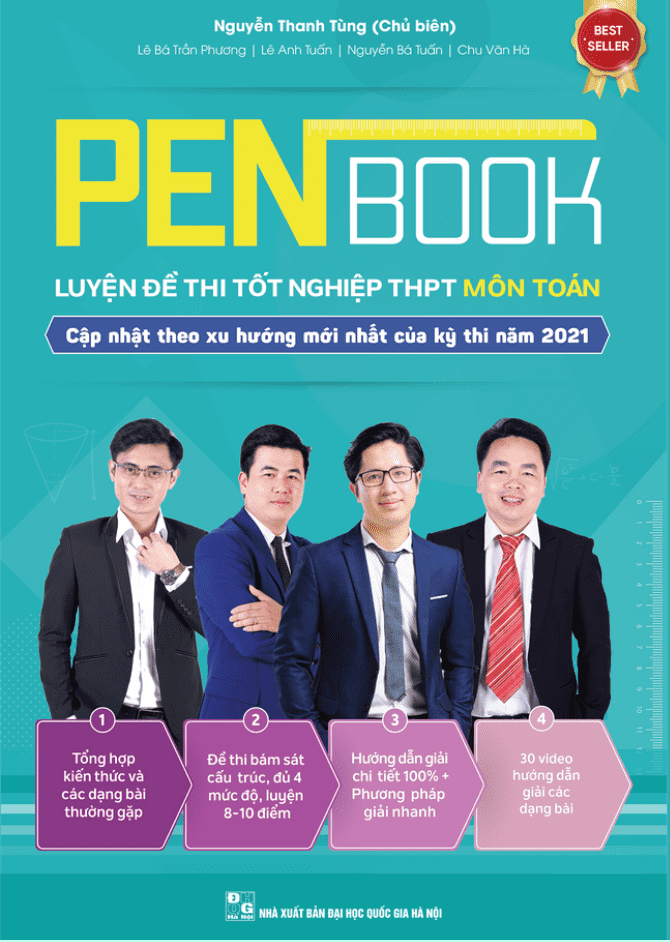 Nguyễn Thanh Tùng (Chủ biên)
Lê Bá Trần Phương | Lê Anh Tuấn | Nguyễn Bá Tuấn | Chu Văn Hà
BEST
SELLER
PEN BOOK
LUYỆN ĐỀ THI TỐT NGHIỆP THPT MÔN TOÁN
Cập nhật theo xu hướng mới nhất của kỳ thi năm 2021
1
Tổng hợp
kiến thức và
các dạng bài
thường gặp
2
Đề thi bám sát
cấu trúc, đủ 4
mức độ, luyện
8-10 điểm
3
Hướng dẫn giải
chi tiết 100% +
Phương pháp
giải nhanh
4
30 video
hướng dẫn
giải các
dạng bài
NHÀ XUẤT BẢN ĐẠI HỌC QUỐC GIA HÀ NỘI